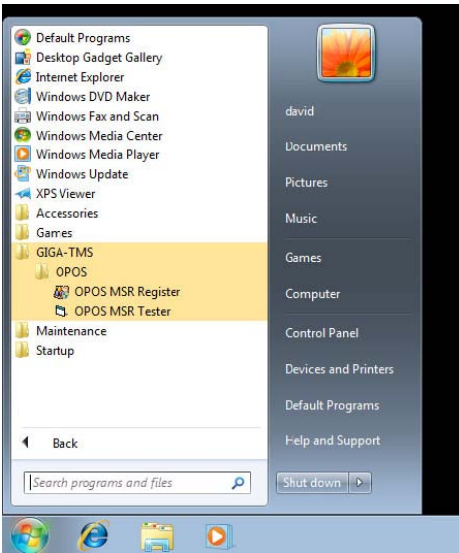 Default Programs
Desktop Gadget Gallery
Internet Explorer
Windows DVD Maker
Windows Fax and Scan
Windows Media Center
Windows Media Player
Windows Update
XPS Viewer
Accessories
Games
GIGA-TMS
OPOS
OPOS MSR Register
OPOS MSR Tester
Maintenance
Startup
Back
Search programs and files
david
Documents
Pictures
Music
Games
Computer
Control Panel
Devices and Printers
Default Programs
Help and Support
Shut down